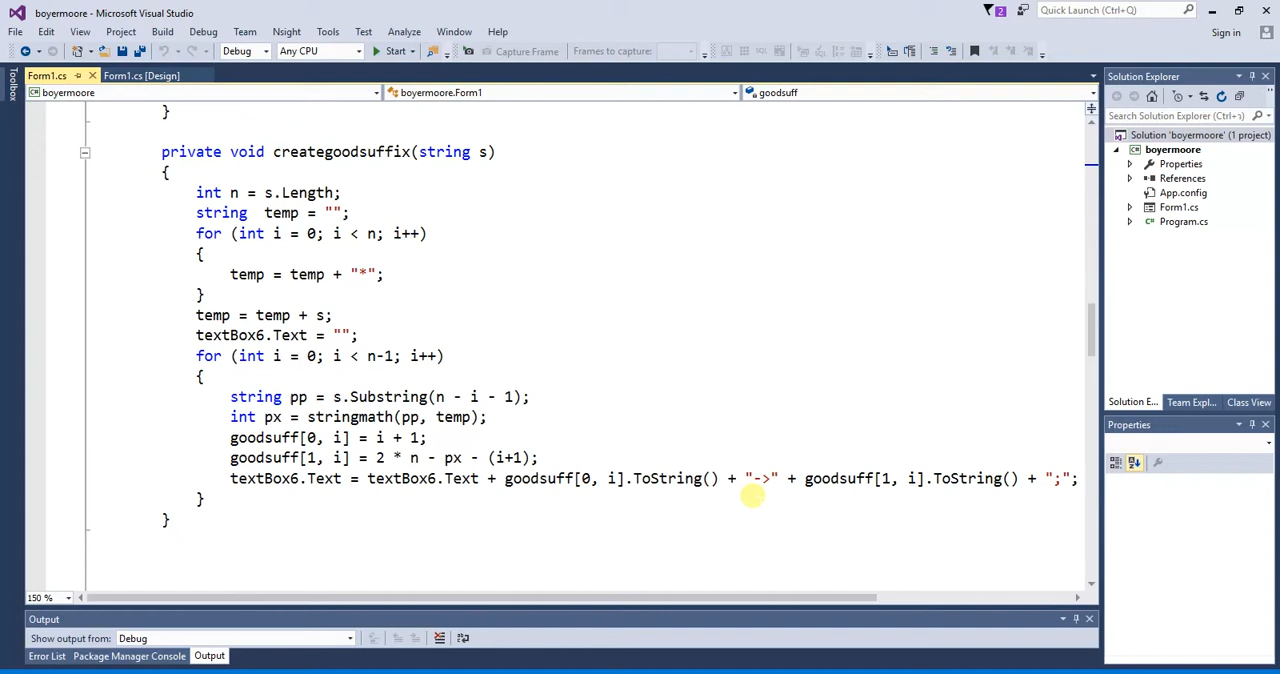 boyermoore - Microsoft Visual Studio
2
Quick Launch (Ctrl+Q)
File Edit View Project Build Debug Team Nsight Tools Test Analyze Window Help
Sign in
Debug Any CPU Start Capture Frame Frames to capture:
Toolbox
Form1.cs Form1.cs [Design]
boyermoore boyermoore.Form1 goodsuff
}
private void creategoodsuffix(string s)
{
int n = s.Length;
string temp = "";
for (int i = 0; i < n; i++)
{
temp = temp + "*";
}
temp = temp + s;
textBox6.Text = "";
for (int i = 0; i < n-1; i++)
{
string pp = s.Substring(n - i - 1);
int px = stringmath(pp, temp);
goodsuff[0, i] = i + 1;
goodsuff[1, i] = 2 * n - px - (i+1);
textBox6.Text = textBox6.Text + goodsuff[0, i].ToString() + "->" + goodsuff[1, i].ToString() + ";";
}
}
150 %
Solution Explorer
Search Solution Explorer (Ctrl+
Solution 'boyermoore' (1 project)
boyermoore
Properties
References
App.config
Form1.cs
Program.cs
Solution E... Team Expl... Class View
Properties
Output
Show output from: Debug
Error List Package Manager Console Output